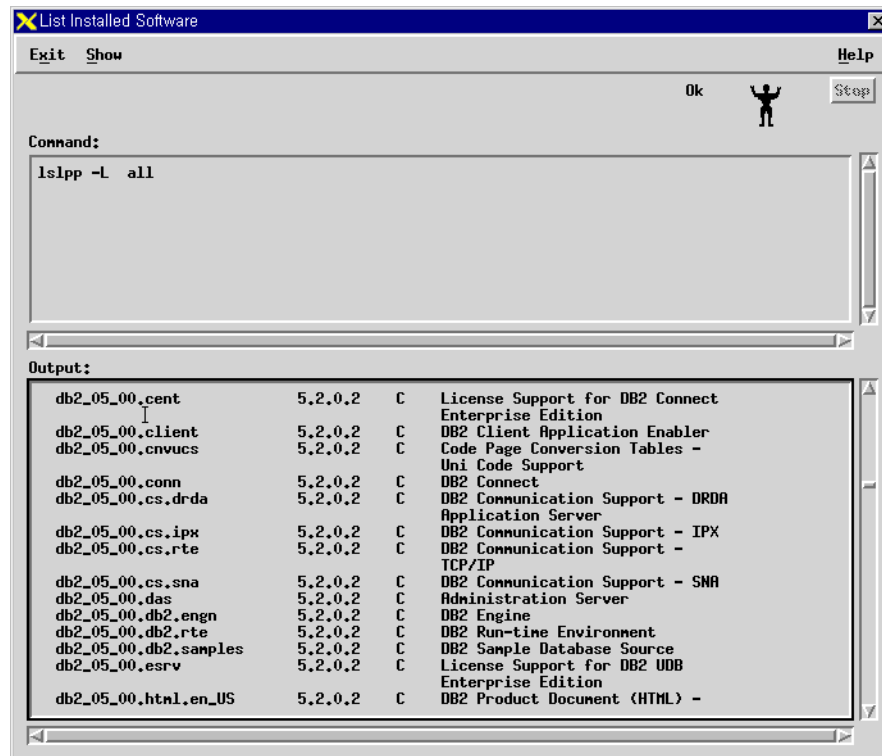 List Installed Software
Exit Show Help
Ok Stop
Command:
lslpp -L all
Output:
db2_05_00.cent 5.2.0.2 C License Support for DB2 Connect
Enterprise Edition
db2_05_00.client 5.2.0.2 C DB2 Client Application Enabler
db2_05_00.cnvucs 5.2.0.2 C Code Page Conversion Tables -
Uni Code Support
db2_05_00.conn 5.2.0.2 C DB2 Connect
db2_05_00.cs.drda 5.2.0.2 C DB2 Communication Support - DRDA
Application Server
db2_05_00.cs.ipx 5.2.0.2 C DB2 Communication Support - IPX
db2_05_00.cs.rte 5.2.0.2 C DB2 Communication Support -
TCP/IP
db2_05_00.cs.sna 5.2.0.2 C DB2 Communication Support - SNA
db2_05_00.das 5.2.0.2 C Administration Server
db2_05_00.db2.engn 5.2.0.2 C DB2 Engine
db2_05_00.db2.rte 5.2.0.2 C DB2 Run-time Environment
db2_05_00.db2.samples 5.2.0.2 C DB2 Sample Database Source
db2_05_00.esrv 5.2.0.2 C License Support for DB2 UDB
Enterprise Edition
db2_05_00.html.en_US 5.2.0.2 C DB2 Product Document (HTML) -